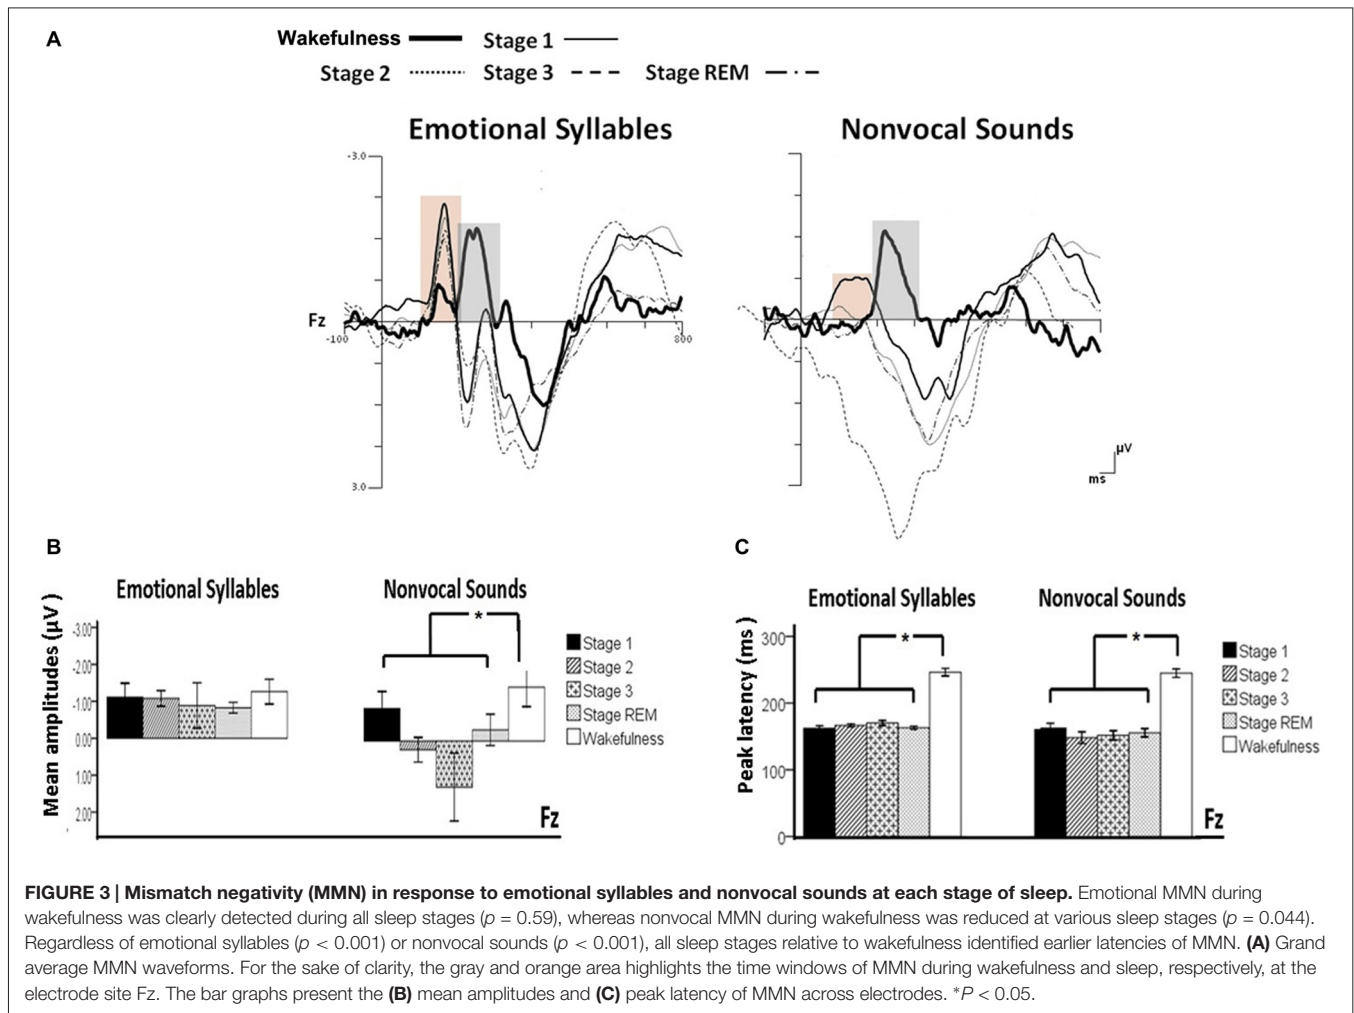 A
Wakefulness Stage 1
Stage 2 Stage 3 Stage REM
Emotional Syllables Nonvocal Sounds
-3.0
Fz
-100 800
3.0
μV
ms
B
Emotional Syllables Nonvocal Sounds
*
Mean amplitudes (μV )
-3.00
-2.00
-1.00
0.00
1.00
2.00
Stage 1
Stage 2
Stage 3
Stage REM
Wakefulness
Fz
C
Emotional Syllables Nonvocal Sounds
* *
Peak latency (ms )
300
200
100
0
Stage 1
Stage 2
Stage 3
Stage REM
Wakefulness
Fz
FIGURE 3 | Mismatch negativity (MMN) in response to emotional syllables and nonvocal sounds at each stage of sleep. Emotional MMN during
wakefulness was clearly detected during all sleep stages (p = 0.59), whereas nonvocal MMN during wakefulness was reduced at various sleep stages (p = 0.044).
Regardless of emotional syllables (p < 0.001) or nonvocal sounds (p < 0.001), all sleep stages relative to wakefulness identified earlier latencies of MMN. (A) Grand
average MMN waveforms. For the sake of clarity, the gray and orange area highlights the time windows of MMN during wakefulness and sleep, respectively, at the
electrode site Fz. The bar graphs present the (B) mean amplitudes and (C) peak latency of MMN across electrodes. *P < 0.05.